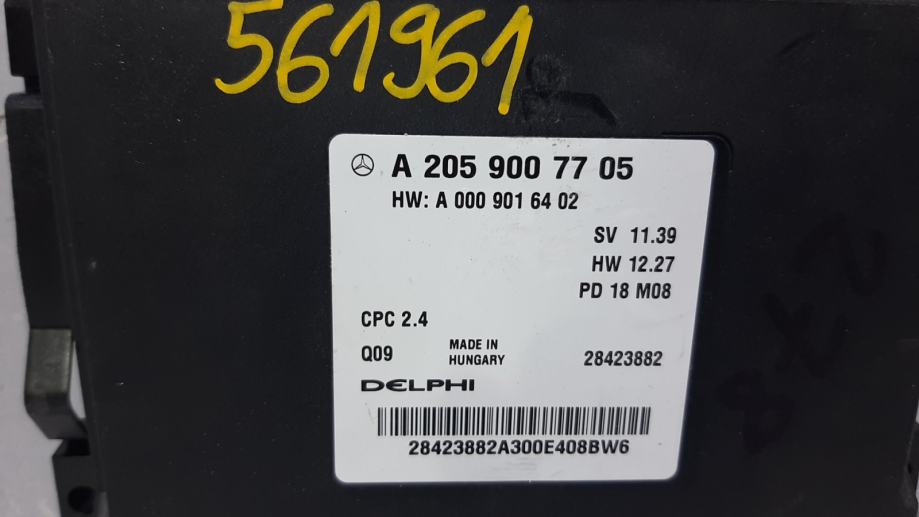 561961
A 205 900 77 05
HW: A 000 901 64 02
SV 11.39
HW 12.27
PD 18 M08
CPC 2.4
Q09 MADE IN HUNGARY 28423882
DELPHI
28423882A300E408BW6